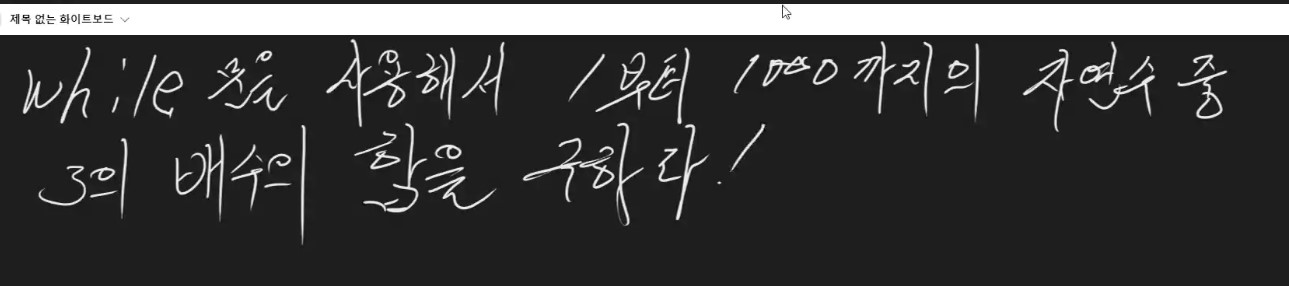 제목 없는 화이트보드
while 문을 사용해서 1부터 1000까지의 자연수 중
3의 배수의 합을 구하라!